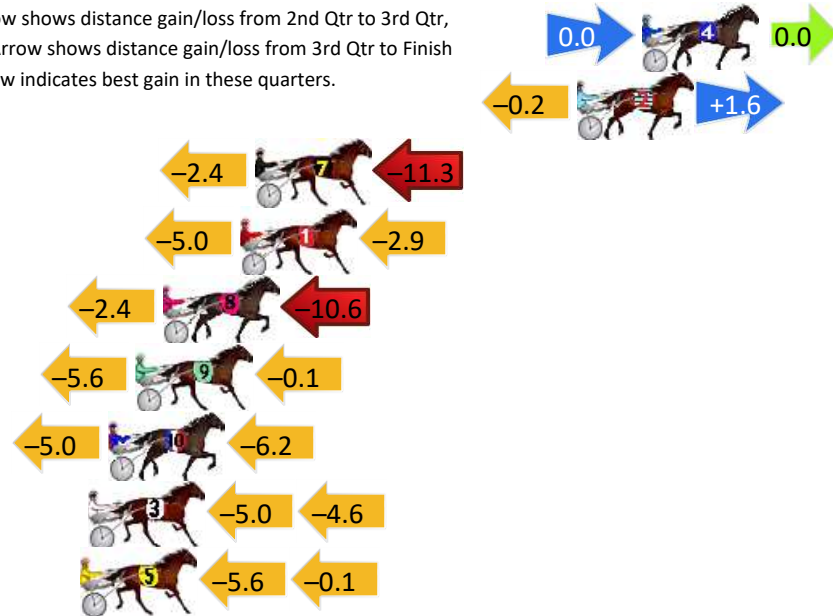 ow shows distance gain/loss from 2nd Qtr to 3rd Qtr,
rrow shows distance gain/loss from 3rd Qtr to Finish
w indicates best gain in these quarters.
0.0 4 0.0
–0.2 2 +1.6
–2.4 7 –11.3
–5.0 1 –2.9
–2.4 8 –10.6
–5.6 9 –0.1
–5.0 10 –6.2
3 –5.0 –4.6
5 –5.6 –0.1